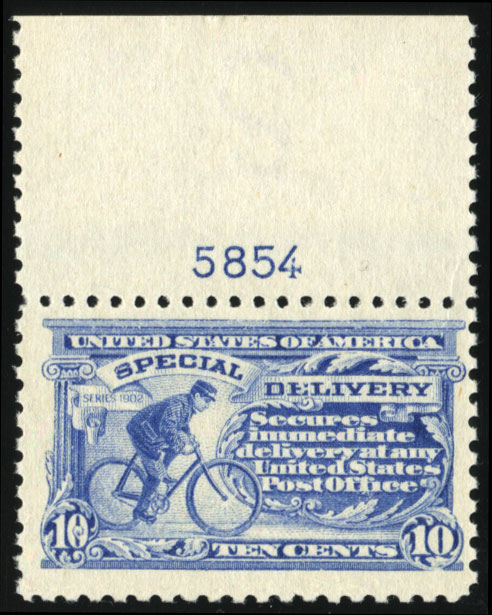 5854
UNITED STATES OF AMERICA
SPECIAL
DELIVERY
SERIES 1902
Secures
immediate
delivery at any
United States
Post Office
10
TEN CENTS
10